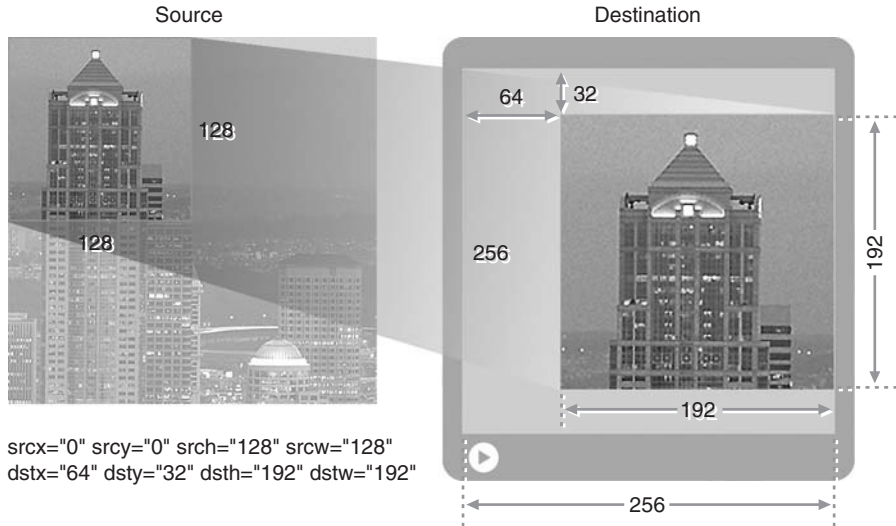 Source
Destination
128
128
64
32
256
192
192
256
srcx="0" srcy="0" srch="128" srcw="128"
dstx="64" dsty="32" dsth="192" dstw="192"